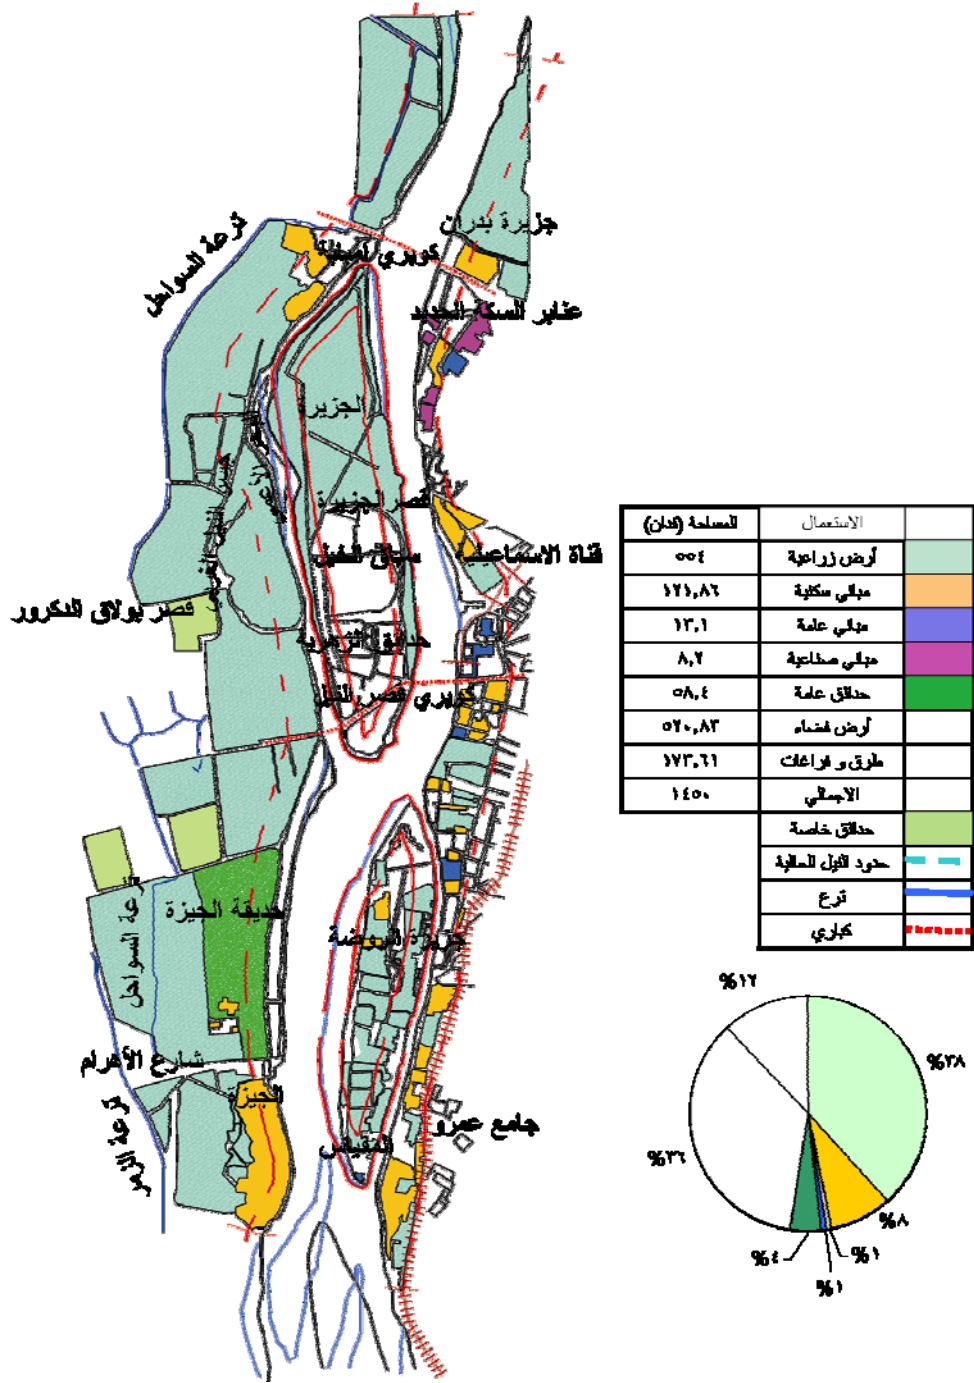 جزيرة بدران
ترعة السواحل
كوبري امبابة
عنابر السكة الحديد
الجزيرة
قصر الجزيرة
سباق الخيل
قناة الاسماعيلية
قصر بولاق الدكرور
حدائق الزهرية
كوبري قصر النيل
حديقة الجيزة
ترعة السواحل
جزيرة الروضة
شارع الأهرام
الجيزة
ترعة الزمر
جامع عمرو
المقياس
الاستعمال المساحة (فدان)
أرض زراعية ٥٥٤
مباني سكنية ١٢١,٨٦
مباني عامة ١٣,١
مباني صناعية ٨,٢
حدائق عامة ٥٨,٤
أرض فضاء ٥٢٠,٨٣
طرق و فراغات ١٧٣,٦١
الاجمالي ١٤٥٠
حدائق خاصة
حدود النيل الحالية
ترع
كباري
%١٢
%٣٨
%٣٦
%٨
%٤
%١
%١